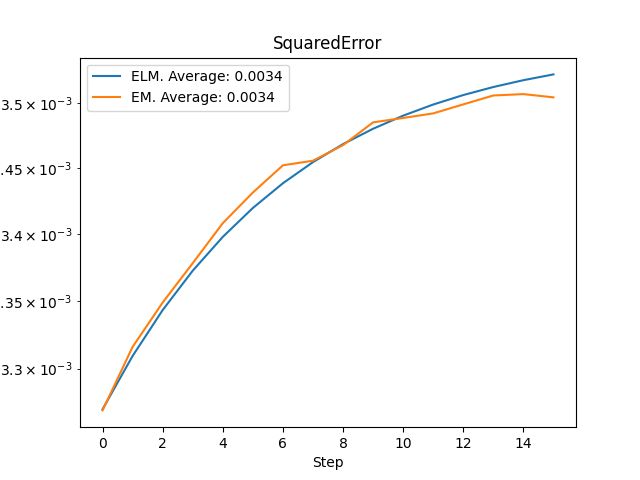 SquaredError
ELM. Average: 0.0034
EM. Average: 0.0034
3.5 × 10⁻³
.45 × 10⁻³
3.4 × 10⁻³
.35 × 10⁻³
3.3 × 10⁻³
0 2 4 6 8 10 12 14
Step